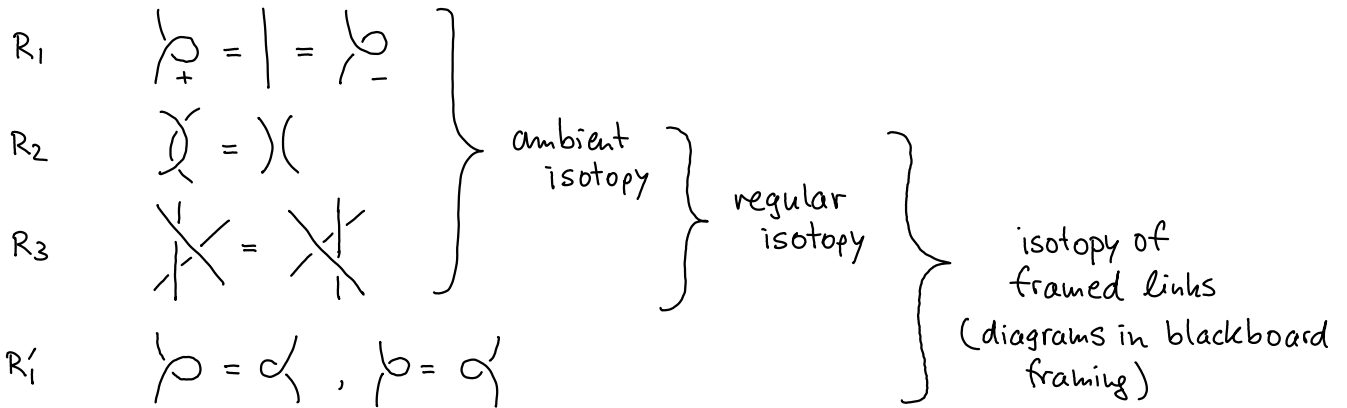 R1 = | =
+ -
R2 = )(
R3 =
R1′ = , =
ambient
isotopy
regular
isotopy
isotopy of
framed links
(diagrams in blackboard
framing)